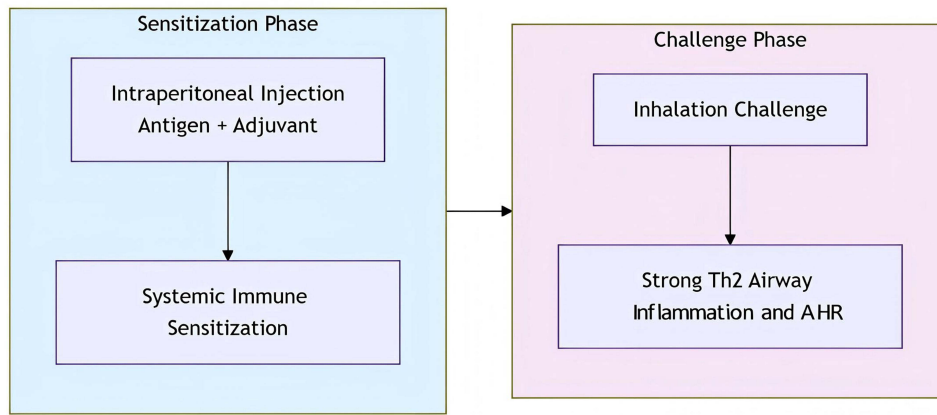 Sensitization Phase
Intraperitoneal Injection
Antigen + Adjuvant
Systemic Immune
Sensitization
Challenge Phase
Inhalation Challenge
Strong Th2 Airway
Inflammation and AHR